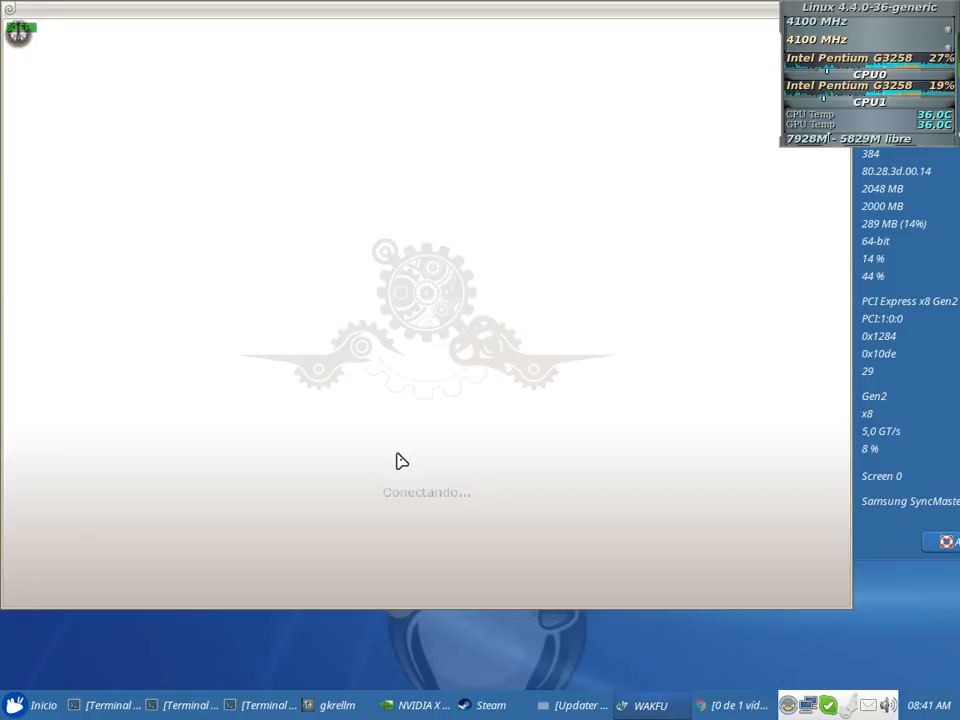 Linux 4.4.0-36-generic
4100 MHz
4100 MHz
Intel Pentium G3258 27%
CPU0
Intel Pentium G3258 19%
CPU1
CPU Temp 36,0C
GPU Temp 36,0C
7928M - 5829M libre
384
80.28.3d.00.14
2048 MB
2000 MB
289 MB (14%)
64-bit
14 %
44 %
PCI Express x8 Gen2
PCI:1:0:0
0x1284
0x10de
29
Gen2
x8
5,0 GT/s
8 %
Screen 0
Samsung SyncMaste
A
Conectando...
Inicio [Terminal ... [Terminal ... [Terminal ... gkrellm NVIDIA X ... Steam [Updater ... WAKFU [0 de 1 víd... 08:41 AM